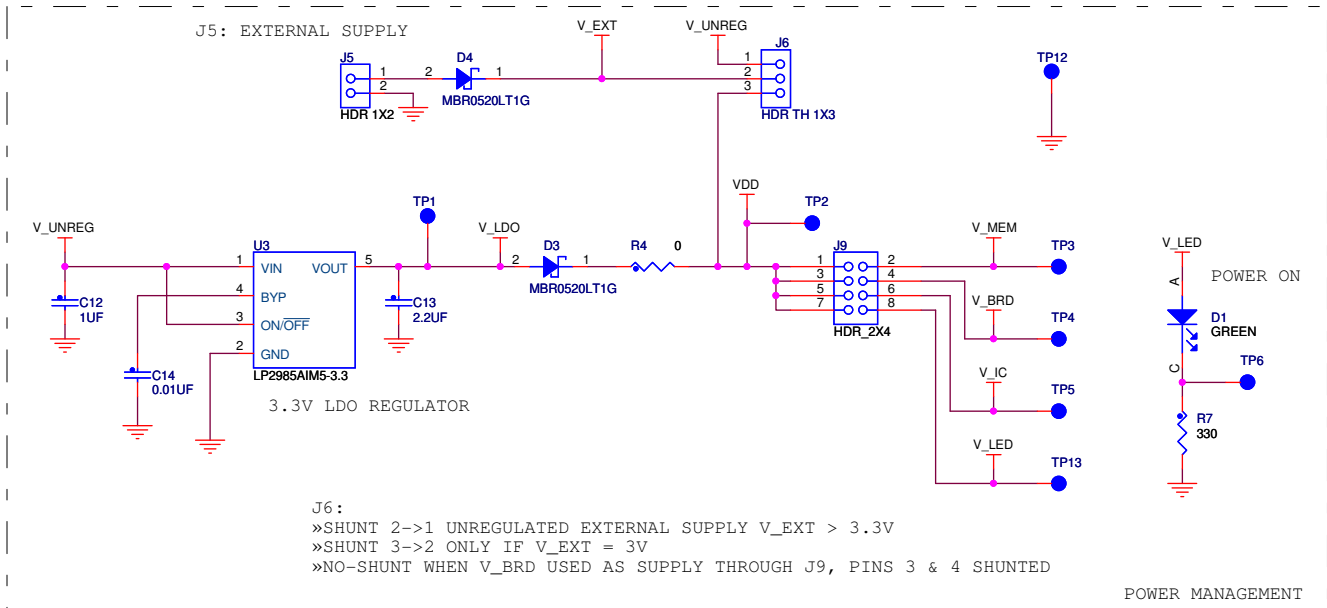 J5: EXTERNAL SUPPLY
V_EXT
V_UNREG
J5
1
2
HDR 1X2
D4
2
1
MBR0520LT1G
J6
1
2
3
HDR TH 1X3
TP12
V_UNREG
C12
1UF
C14
0.01UF
U3
1
VIN
VOUT
5
4
BYP
3
ON/OFF
2
GND
LP2985AIM5-3.3
3.3V LDO REGULATOR
TP1
C13
2.2UF
V_LDO
D3
2
1
MBR0520LT1G
R4
0
VDD
TP2
J9
1
2
3
4
5
6
7
8
HDR_2X4
V_MEM
TP3
V_BRD
TP4
V_IC
TP5
V_LED
TP13
V_LED
POWER ON
A
D1
GREEN
C
TP6
R7
330
J6:
»SHUNT 2->1 UNREGULATED EXTERNAL SUPPLY V_EXT > 3.3V
»SHUNT 3->2 ONLY IF V_EXT = 3V
»NO-SHUNT WHEN V_BRD USED AS SUPPLY THROUGH J9, PINS 3 & 4 SHUNTED
POWER MANAGEMENT